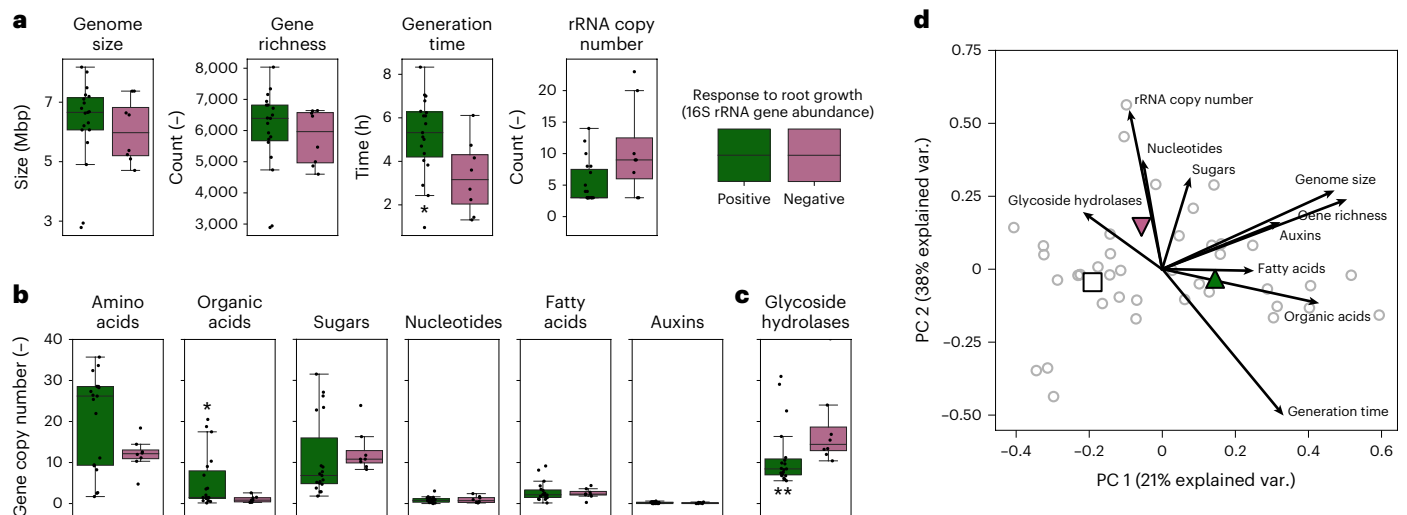 a
Genome
size
Gene
richness
Generation
time
rRNA copy
number
Size (Mbp)
7
5
3
Count (–)
8,000
7,000
6,000
5,000
4,000
3,000
Time (h)
8
6
4
2
*
Count (–)
20
15
10
5
0
Response to root growth
(16S rRNA gene abundance)
Positive
Negative
b
Amino
acids
Organic
acids
Sugars
Nucleotides
Fatty
acids
Auxins
Gene copy number (–)
40
30
20
10
0
*
c
Glycoside
hydrolases
**
d
PC 2 (38% explained var.)
0.75
0.50
0.25
0
–0.25
–0.50
rRNA copy number
Nucleotides
Sugars
Glycoside hydrolases
Genome size
Gene richness
Auxins
Fatty acids
Organic acids
Generation time
–0.4
–0.2
0
0.2
0.4
0.6
PC 1 (21% explained var.)